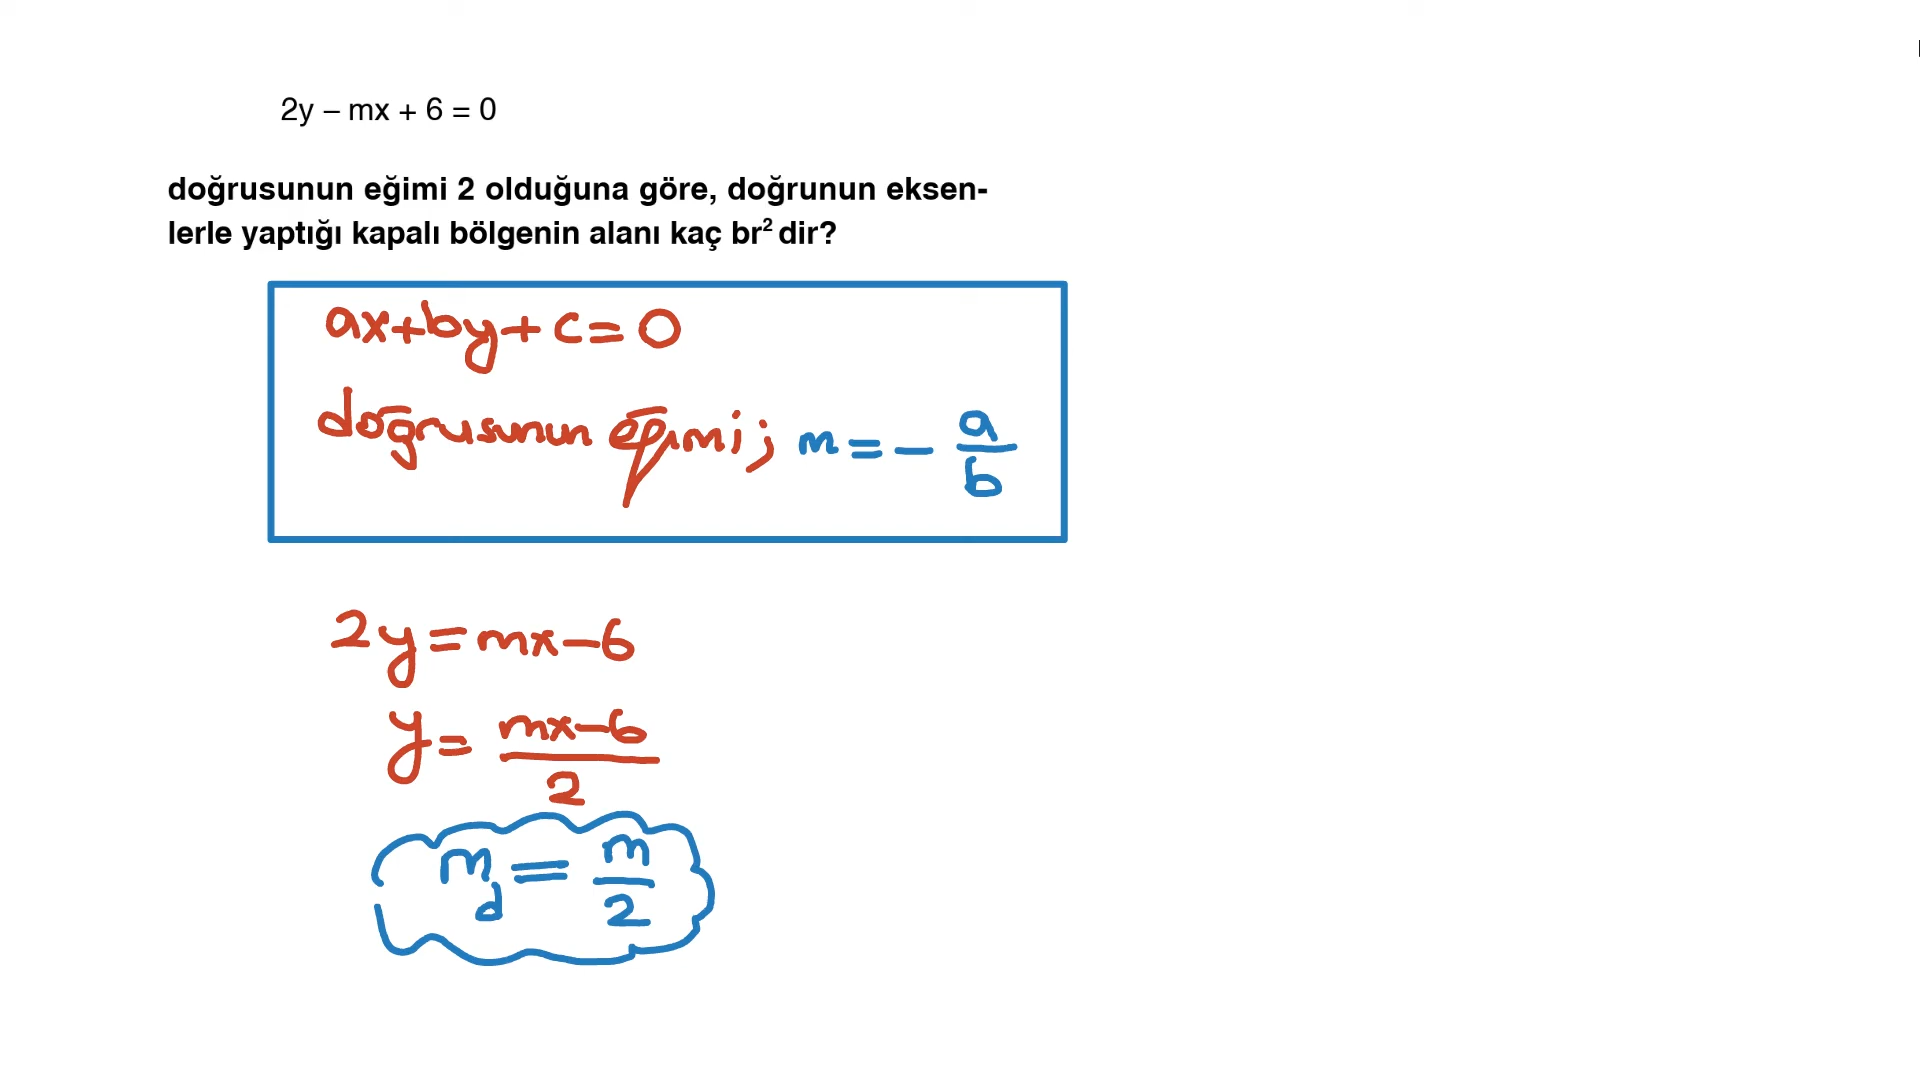 2y – mx + 6 = 0
doğrusunun eğimi 2 olduğuna göre, doğrunun eksen-
lerle yaptığı kapalı bölgenin alanı kaç br² dir?
ax+by+c=0
doğrusunun eğimi; m = - a/b
2y = mx-6
y = mx-6/2
m_d = m/2